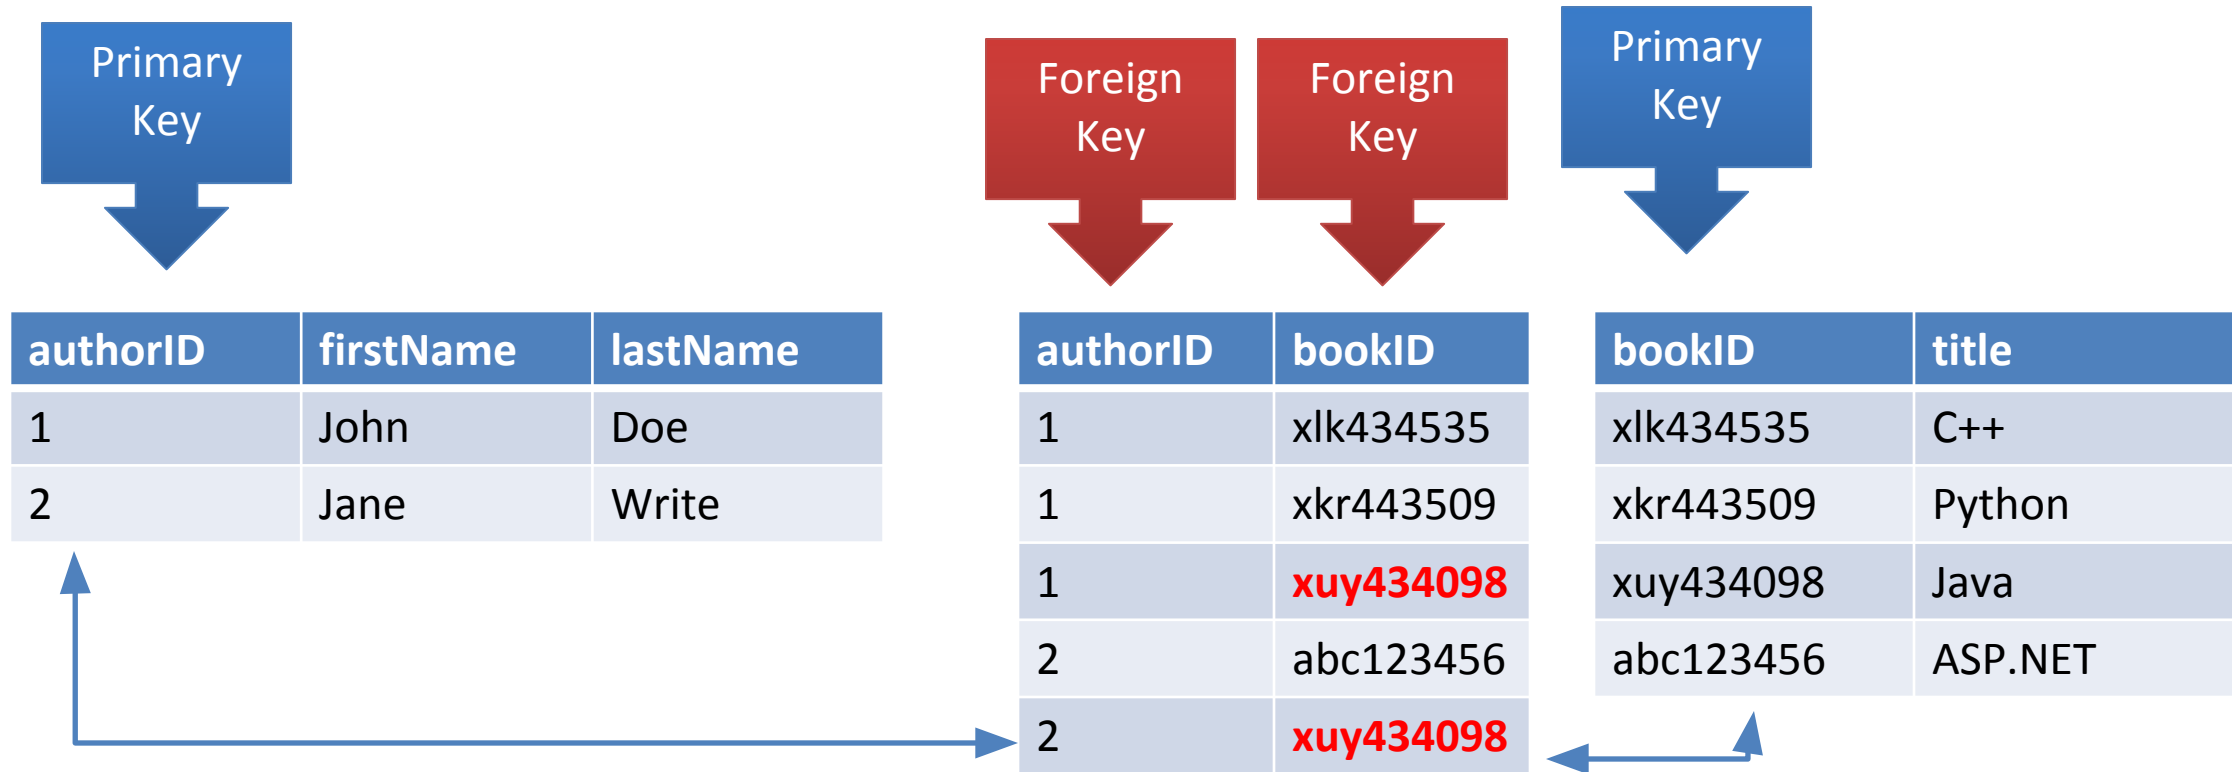 Primary
Key
Foreign
Key
Foreign
Key
Primary
Key
authorID firstName lastName
1 John Doe
2 Jane Write
authorID bookID
1 xlk434535
1 xkr443509
1 xuy434098
2 abc123456
2 xuy434098
bookID title
xlk434535 C++
xkr443509 Python
xuy434098 Java
abc123456 ASP.NET